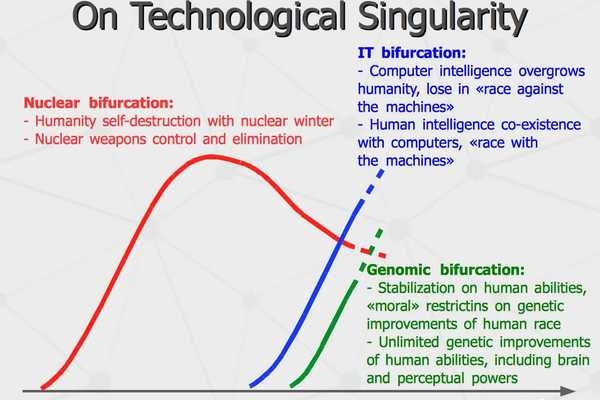 On Technological Singularity
IT bifurcation:
- Computer intelligence overgrows
humanity, lose in «race against
the machines»
- Human intelligence co-existence
with computers, «race with
the machines»
Nuclear bifurcation:
- Humanity self-destruction with nuclear winter
- Nuclear weapons control and elimination
Genomic bifurcation:
- Stabilization on human abilities,
«moral» restrictins on genetic
improvements of human race
- Unlimited genetic improvements
of human abilities, including brain
and perceptual powers